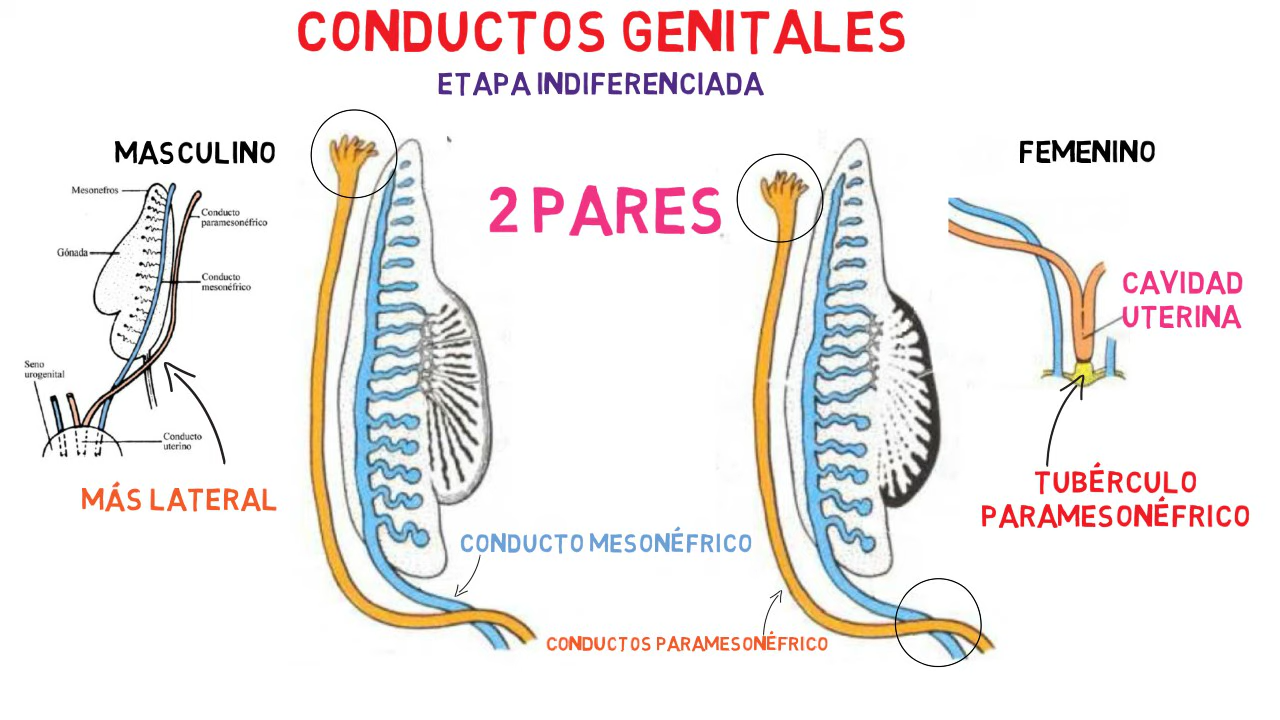 CONDUCTOS GENITALES
ETAPA INDIFERENCIADA
MASCULINO
Mesonefros
Conducto
paramesonéfrico
Gónada
Conducto
mesonéfrico
Seno
urogenital
Conducto
uterino
MÁS LATERAL
2 PARES
CONDUCTO MESONÉFRICO
CONDUCTOS PARAMESONÉFRICO
FEMENINO
CAVIDAD
UTERINA
TUBÉRCULO
PARAMESONÉFRICO